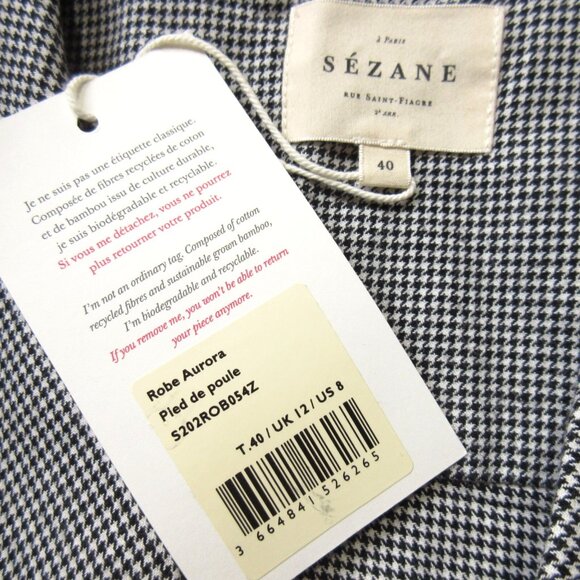 à Paris
SÉZANE
RUE SAINT-FIACRE
2e ARR.
40
Je ne suis pas une étiquette classique.
Composée de fibres recyclées de coton
et de bambou issu de culture durable,
je suis biodégradable et recyclable.
Si vous me détachez, vous ne pourrez
plus retourner votre produit.
I'm not an ordinary tag. Composed of cotton
recycled fibres and sustainable grown bamboo,
I'm biodegradable and recyclable.
If you remove me, you won't be able to return
your piece anymore.
Robe Aurora
Pied de poule
S202ROB054Z
T.40 / UK 12 / US 8
3 664841 526265